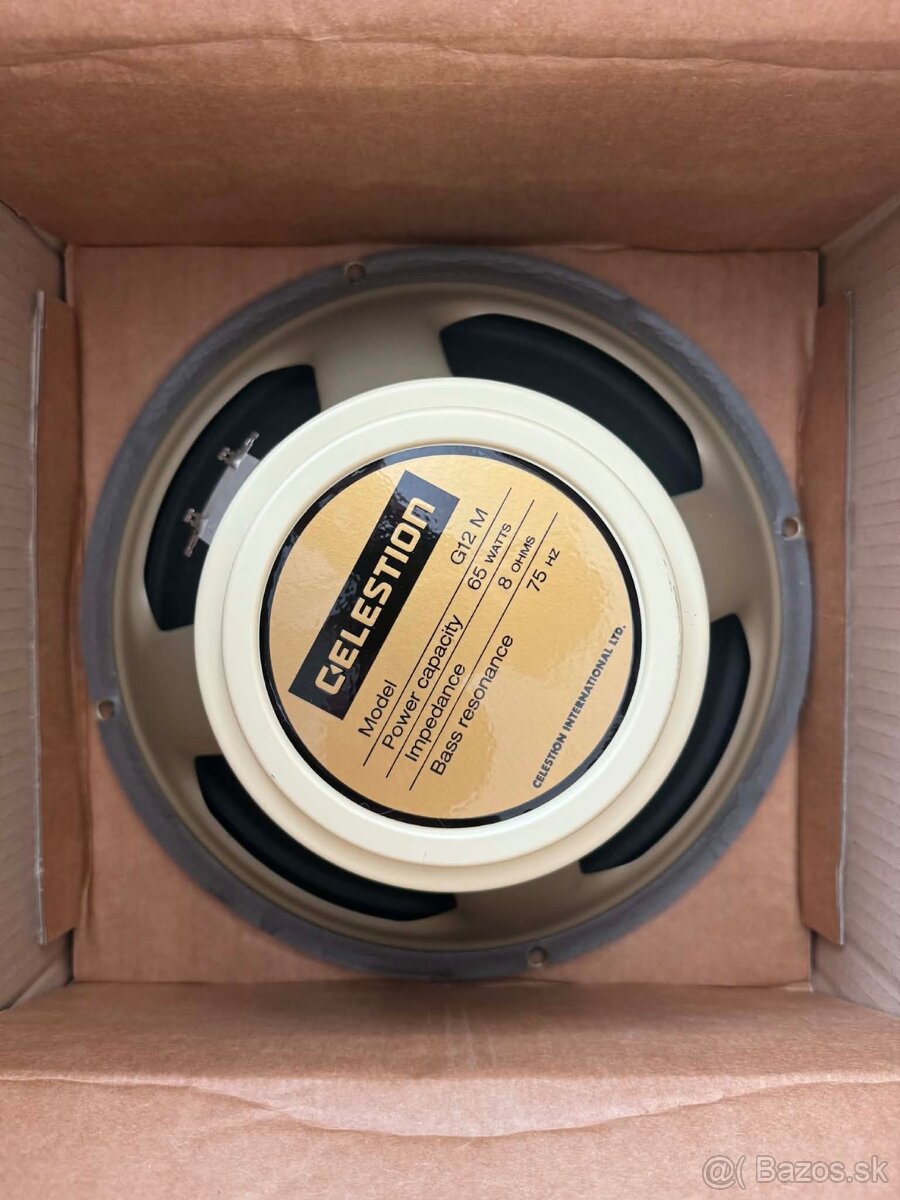 CELESTION
Model G12 M
Power capacity 65 WATTS
Impedance 8 OHMS
Bass resonance 75 HZ
CELESTION INTERNATIONAL LTD.
@( Bazos.sk